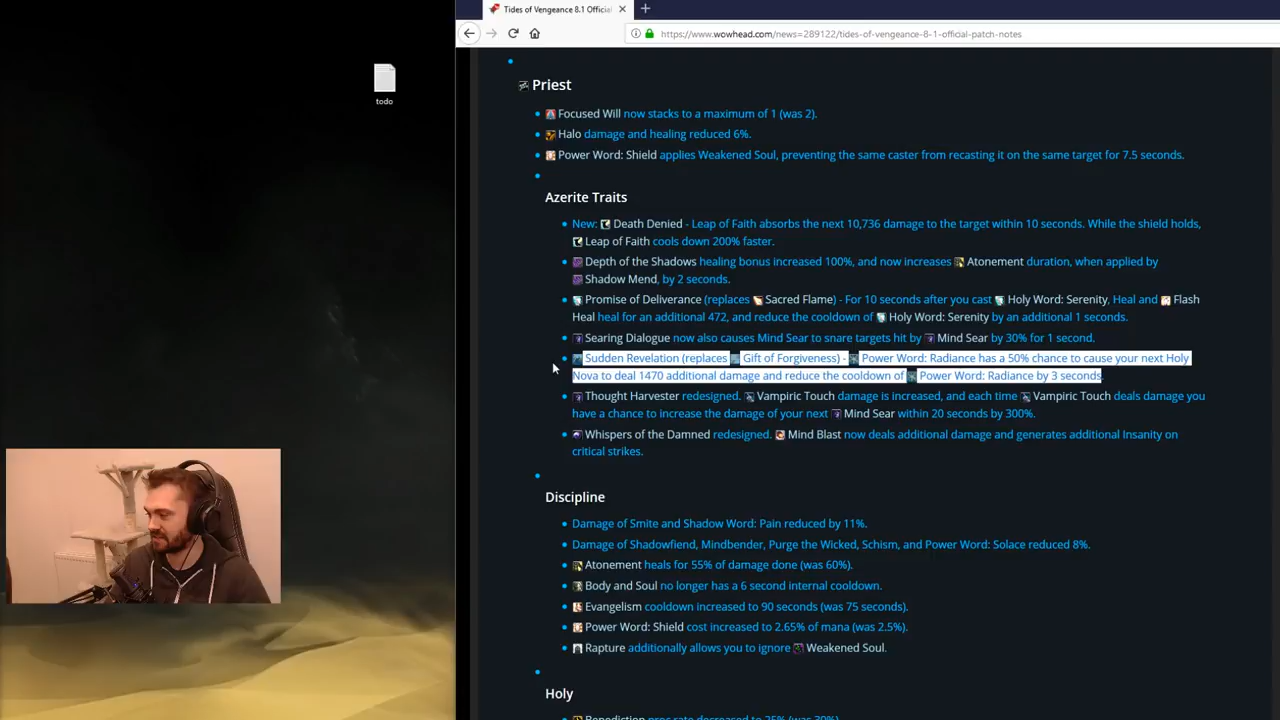 Tides of Vengeance 8.1 Official
https://www.wowhead.com/news=289122/tides-of-vengeance-8-1-official-patch-notes
todo
Priest
Focused Will now stacks to a maximum of 1 (was 2).
Halo damage and healing reduced 6%.
Power Word: Shield applies Weakened Soul, preventing the same caster from recasting it on the same target for 7.5 seconds.
Azerite Traits
New: Death Denied - Leap of Faith absorbs the next 10,736 damage to the target within 10 seconds. While the shield holds,
Leap of Faith cools down 200% faster.
Depth of the Shadows healing bonus increased 100%, and now increases Atonement duration, when applied by
Shadow Mend, by 2 seconds.
Promise of Deliverance (replaces Sacred Flame) - For 10 seconds after you cast Holy Word: Serenity, Heal and Flash
Heal heal for an additional 472, and reduce the cooldown of Holy Word: Serenity by an additional 1 seconds.
Searing Dialogue now also causes Mind Sear to snare targets hit by Mind Sear by 30% for 1 second.
Sudden Revelation (replaces Gift of Forgiveness) - Power Word: Radiance has a 50% chance to cause your next Holy
Nova to deal 1470 additional damage and reduce the cooldown of Power Word: Radiance by 3 seconds.
Thought Harvester redesigned. Vampiric Touch damage is increased, and each time Vampiric Touch deals damage you
have a chance to increase the damage of your next Mind Sear within 20 seconds by 300%.
Whispers of the Damned redesigned. Mind Blast now deals additional damage and generates additional Insanity on
critical strikes.
Discipline
Damage of Smite and Shadow Word: Pain reduced by 11%.
Damage of Shadowfiend, Mindbender, Purge the Wicked, Schism, and Power Word: Solace reduced 8%.
Atonement heals for 55% of damage done (was 60%).
Body and Soul no longer has a 6 second internal cooldown.
Evangelism cooldown increased to 90 seconds (was 75 seconds).
Power Word: Shield cost increased to 2.65% of mana (was 2.5%).
Rapture additionally allows you to ignore Weakened Soul.
Holy
Benediction proc rate decreased to 25% (was 30%).